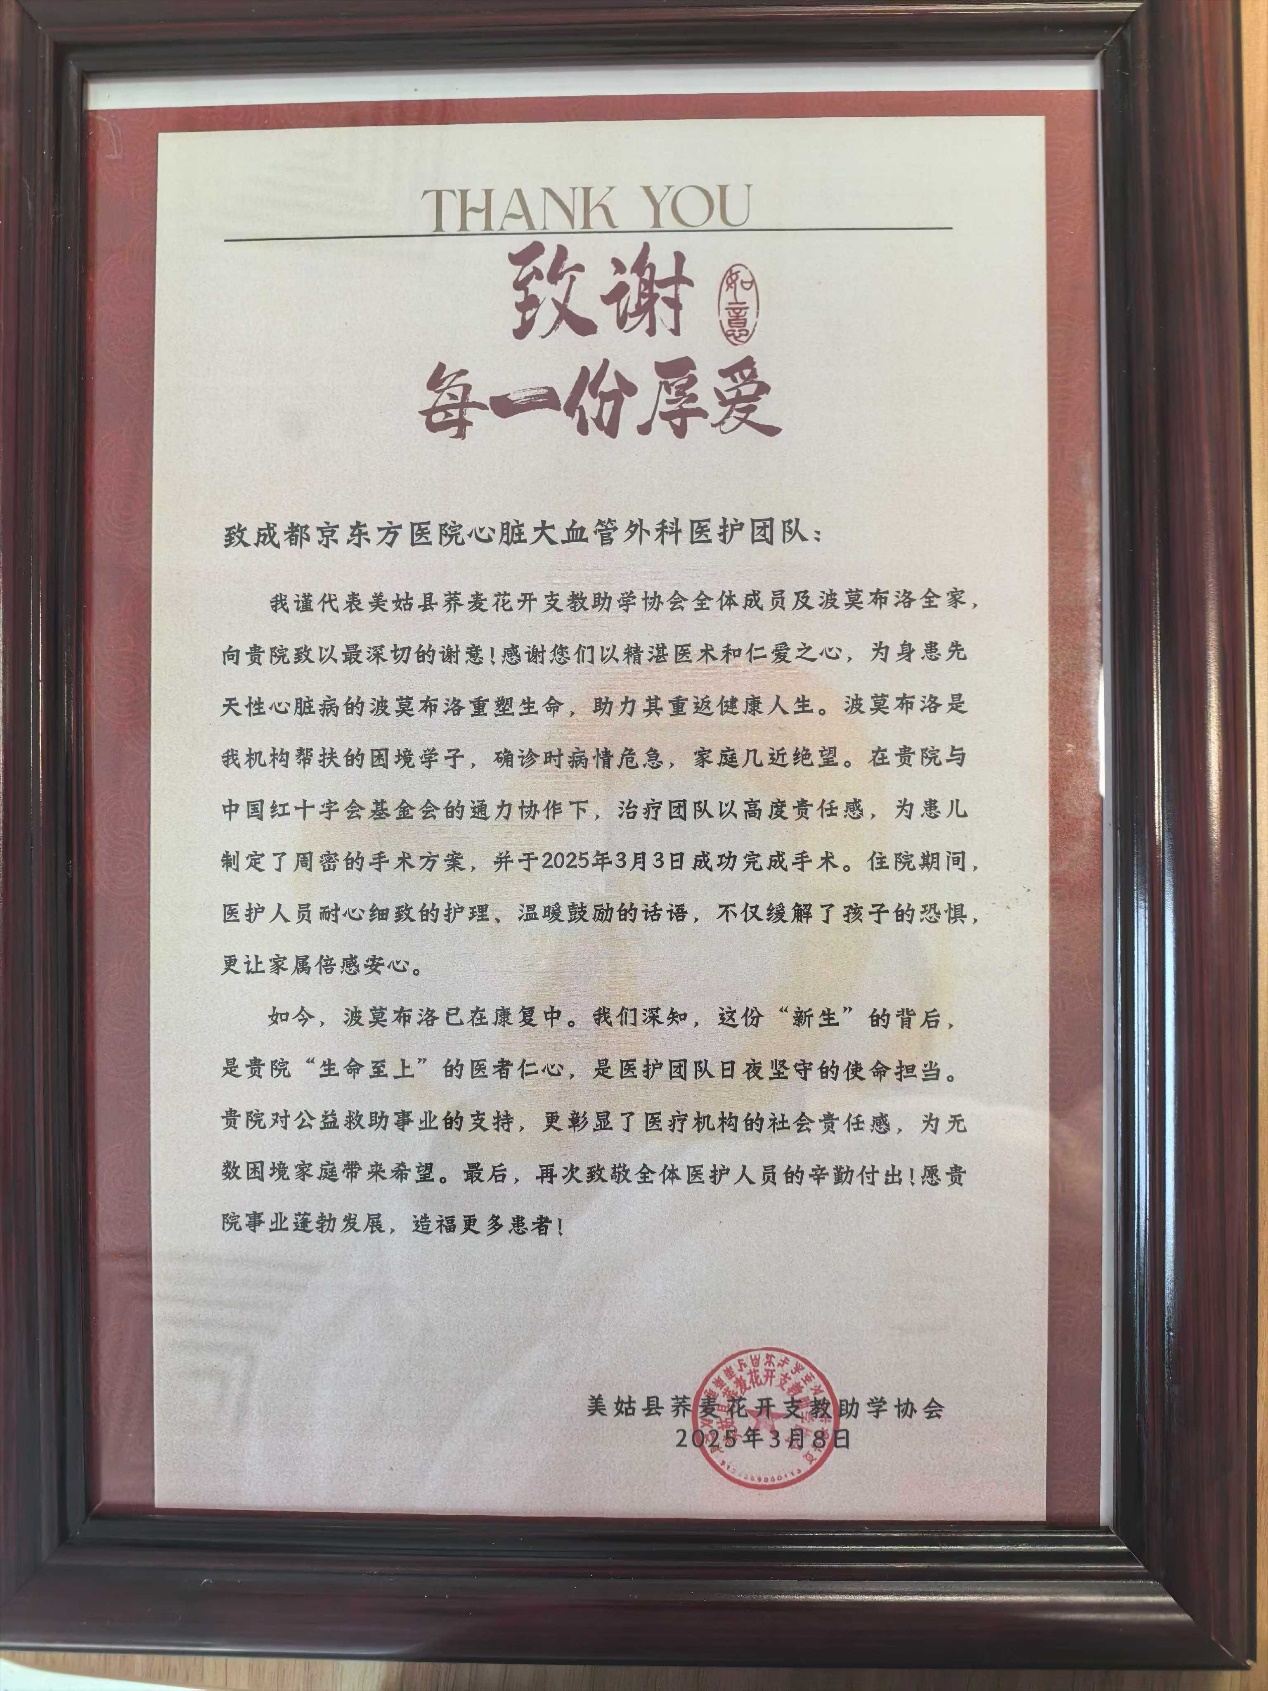 THANK YOU
致谢
如意
每一份厚爱
致成都京东方医院心脏大血管外科医护团队：
我谨代表美姑县荞麦花开支教助学协会全体成员及波莫布洛全家，
向贵院致以最深切的谢意！感谢您们以精湛医术和仁爱之心，为身患先
天性心脏病的波莫布洛重塑生命，助力其重返健康人生。波莫布洛是
我机构帮扶的困境学子，确诊时病情危急，家庭几近绝望。在贵院与
中国红十字会基金会的通力协作下，治疗团队以高度责任感，为患儿
制定了周密的手术方案，并于2025年3月3日成功完成手术。住院期间，
医护人员耐心细致的护理、温暖鼓励的话语，不仅缓解了孩子的恐惧，
更让家属倍感安心。
如今，波莫布洛已在康复中。我们深知，这份“新生”的背后，
是贵院“生命至上”的医者仁心，是医护团队日夜坚守的使命担当。
贵院对公益救助事业的支持，更彰显了医疗机构的社会责任感，为无
数困境家庭带来希望。最后，再次致敬全体医护人员的辛勤付出！愿贵
院事业蓬勃发展，造福更多患者！
美姑县荞麦花开支教助学协会
2025年3月8日